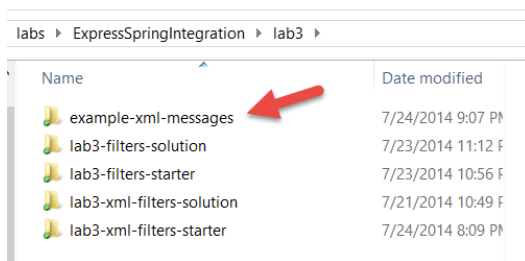 labs ▸ ExpressSpringIntegration ▸ lab3 ▸
Name Date modified
example-xml-messages 7/24/2014 9:07
lab3-filters-solution 7/23/2014 11:12
lab3-filters-starter 7/23/2014 10:56
lab3-xml-filters-solution 7/21/2014 10:49
lab3-xml-filters-starter 7/24/2014 8:09